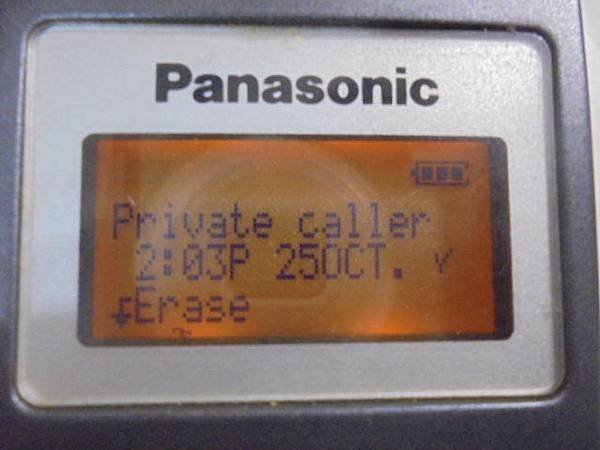 Panasonic
Private caller
2:03P 25OCT. ✓
Erase